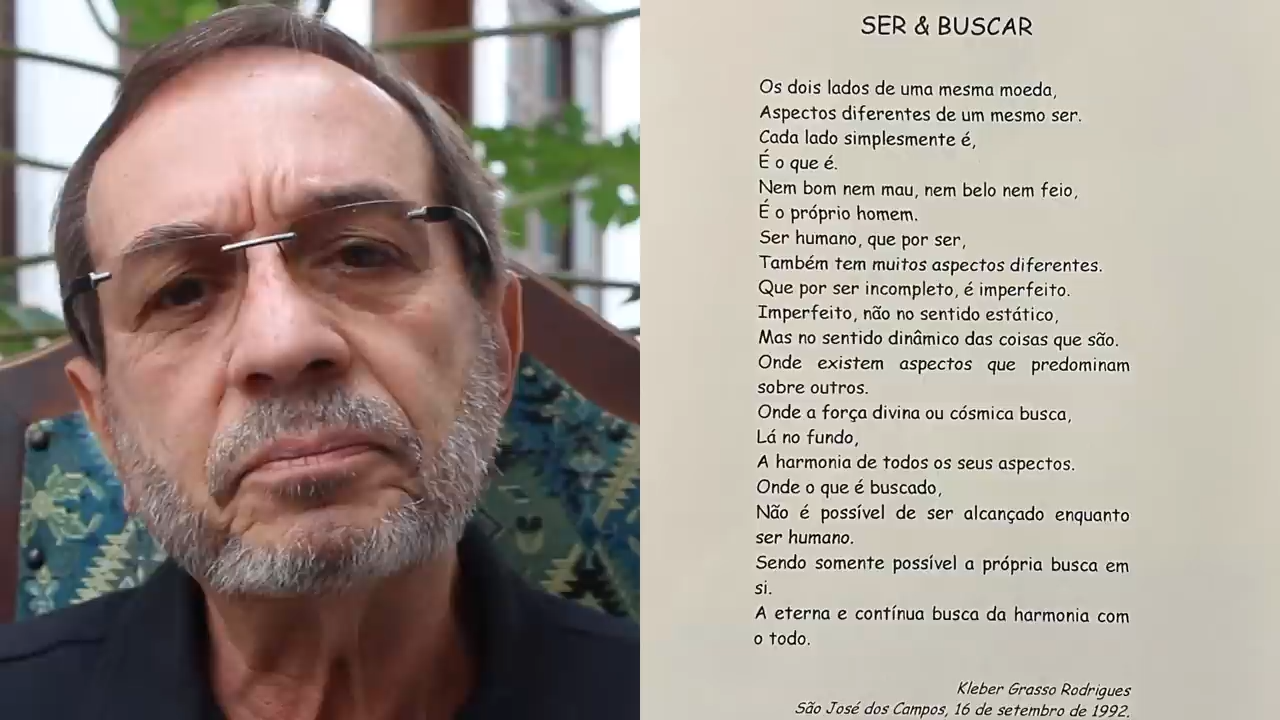 SER & BUSCAR
Os dois lados de uma mesma moeda,
Aspectos diferentes de um mesmo ser.
Cada lado simplesmente é,
É o que é.
Nem bom nem mau, nem belo nem feio,
É o próprio homem.
Ser humano, que por ser,
Também tem muitos aspectos diferentes.
Que por ser incompleto, é imperfeito.
Imperfeito, não no sentido estático,
Mas no sentido dinâmico das coisas que são.
Onde existem aspectos que predominam
sobre outros.
Onde a força divina ou cósmica busca,
Lá no fundo,
A harmonia de todos os seus aspectos.
Onde o que é buscado,
Não é possível de ser alcançado enquanto
ser humano.
Sendo somente possível a própria busca em
si.
A eterna e contínua busca da harmonia com
o todo.
Kleber Grasso Rodrigues
São José dos Campos, 16 de setembro de 1992.